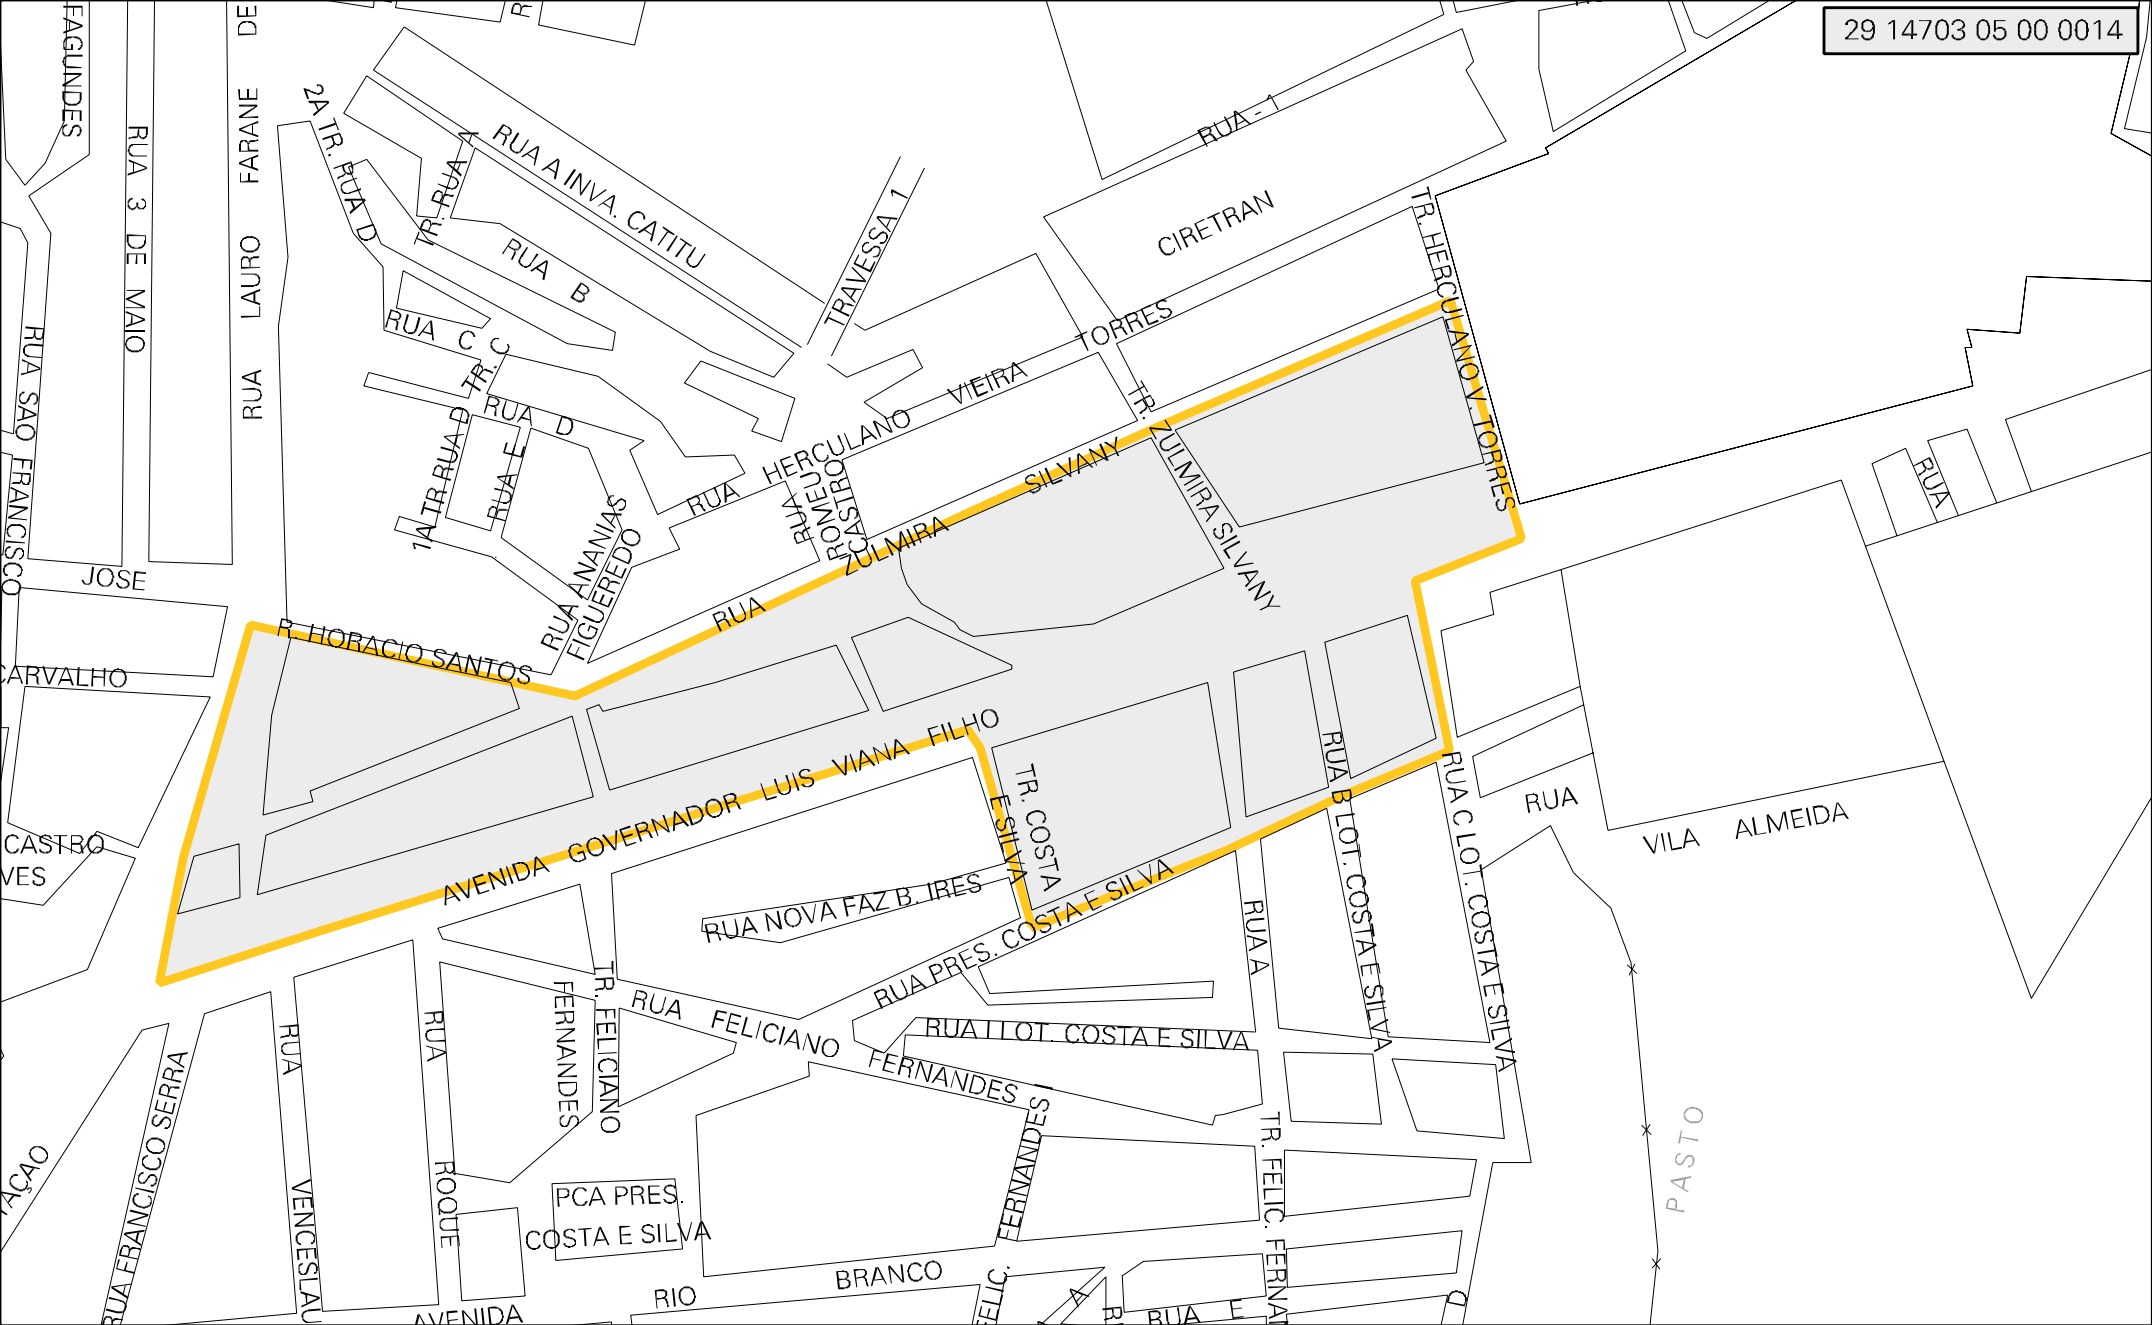 29 14703 05 00 0014
FAGUNDES
RUA 3 DE MAIO
RUA LAURO FARANE DE
2A TR. RUA D
TR. RUA A
RUA A INVA. CATITU
RUA B
RUA C
TR. C
RUA D
1A TR RUA D
RUA E
TRAVESSA 1
RUA - 1
CIRETRAN
TR. HERCULANO V. TORRES
RUA HERCULANO VIEIRA TORRES
RUA
ROMEU
CASTRO
RUA ZULMIRA SILVANY
TR. ZULMIRA SILVANY
RUA ANANIAS
FIGUEREDO
RUA SAO FRANCISCO
JOSE
CARVALHO
R. HORACIO SANTOS
CASTRO
VES
AVENIDA GOVERNADOR LUIS VIANA FILHO
TR. COSTA
E SILVA
RUA NOVA FAZ B. IRES
RUA PRES. COSTA E SILVA
RUA A
RUA B LOT. COSTA E SILVA
RUA C LOT. COSTA E SILVA
RUA
RUA VILA ALMEIDA
RUA I LOT. COSTA E SILVA
RUA FELICIANO FERNANDES
TR. FELICIANO
FERNANDES
RUA VENCESLAU
RUA ROQUE
RUA FRANCISCO SERRA
AÇAO
PCA PRES.
COSTA E SILVA
FELIC. FERNANDES
TR. FELIC. FERNAN
AVENIDA RIO BRANCO
A
RUA E
D
PASTO